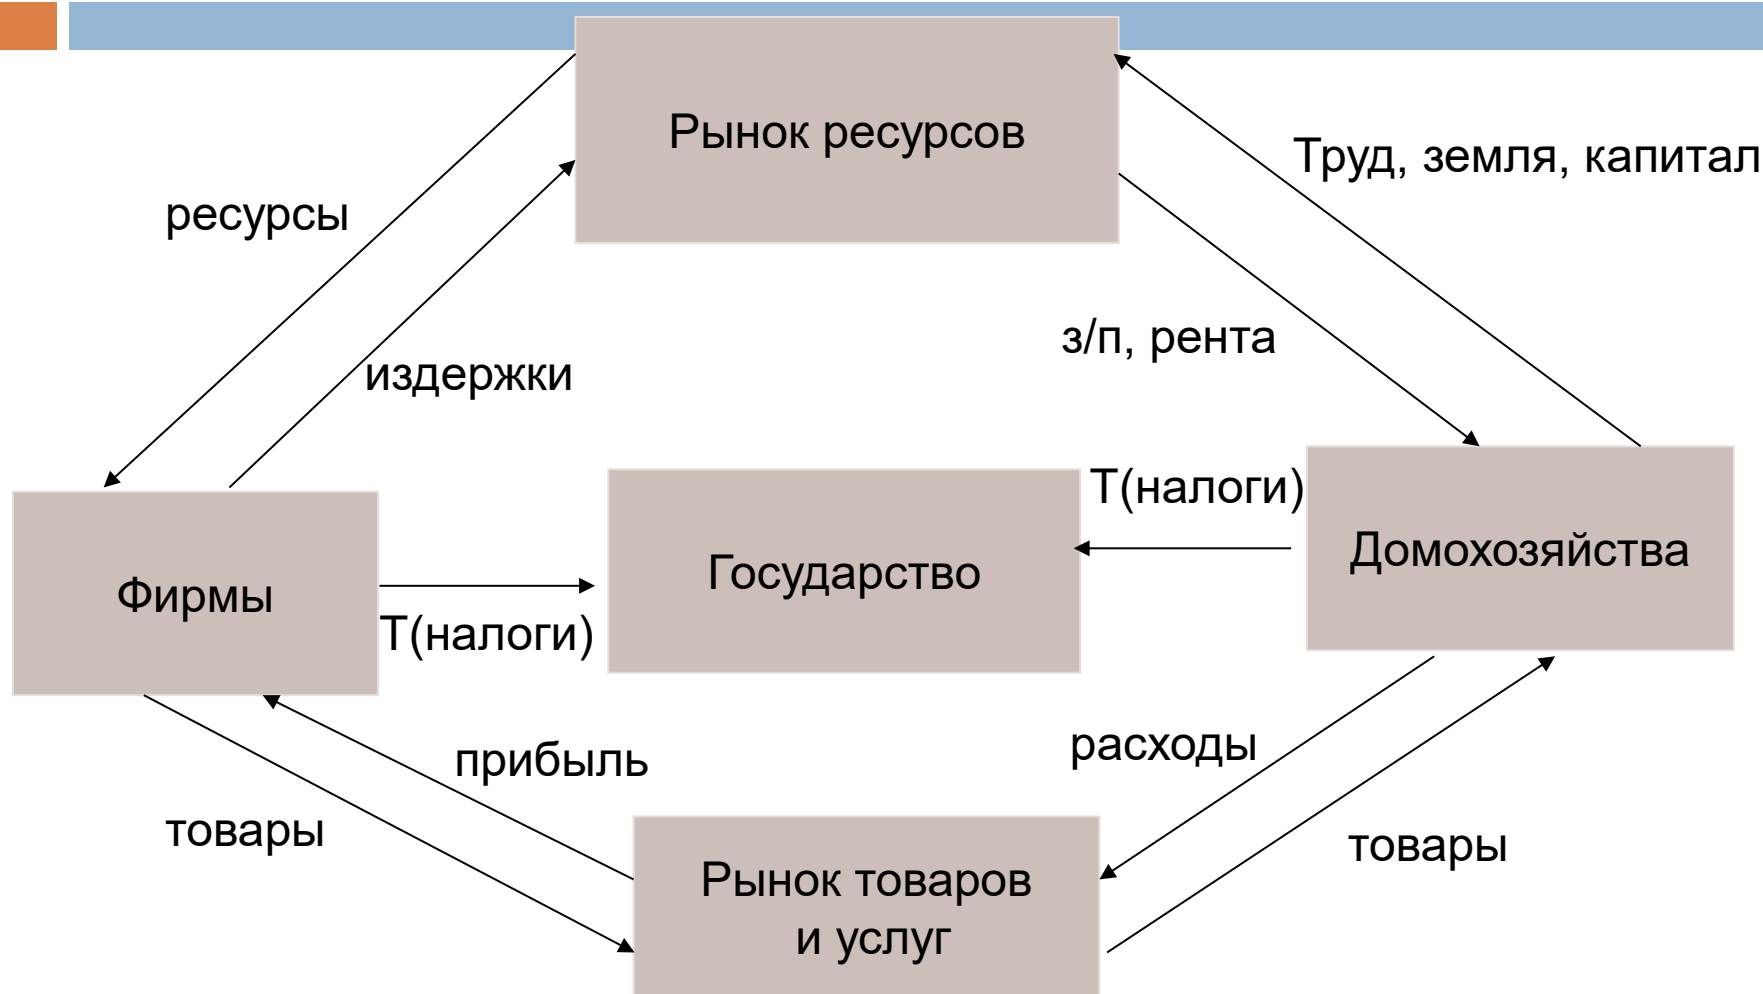 Рынок ресурсов
Труд, земля, капитал
ресурсы
з/п, рента
издержки
Т(налоги)
Домохозяйства
Государство
Фирмы
Т(налоги)
расходы
прибыль
товары
товары
Рынок товаров
и услуг